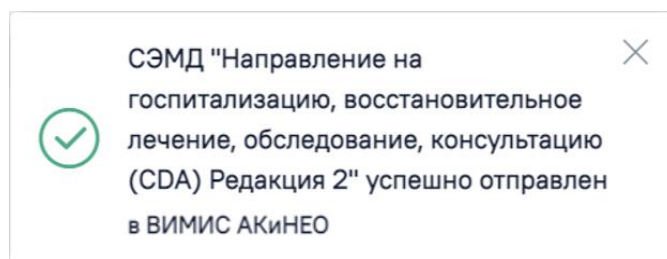 СЭМД "Направление на
госпитализацию, восстановительное
лечение, обследование, консультацию
(CDA) Редакция 2" успешно отправлен
в ВИМИС АКиНЕО